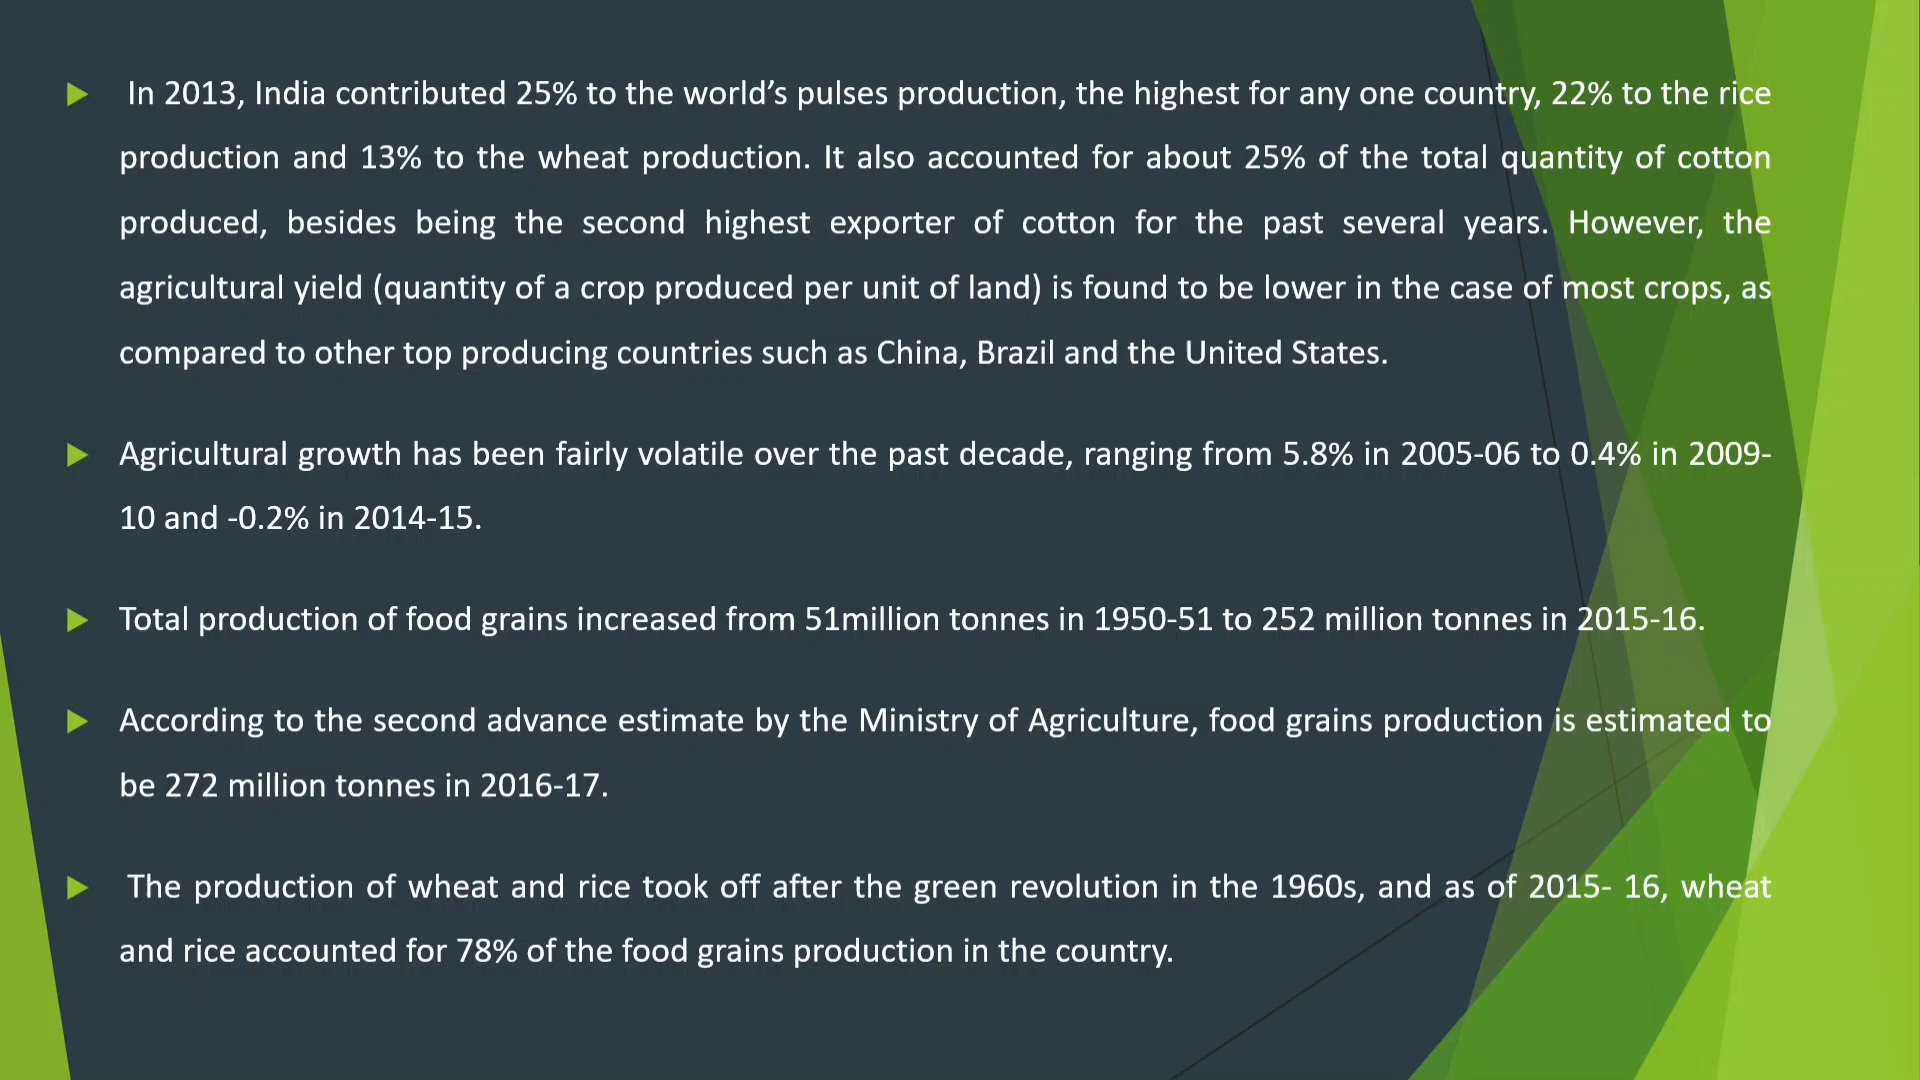 In 2013, India contributed 25% to the world’s pulses production, the highest for any one country, 22% to the rice
production and 13% to the wheat production. It also accounted for about 25% of the total quantity of cotton
produced, besides being the second highest exporter of cotton for the past several years. However, the
agricultural yield (quantity of a crop produced per unit of land) is found to be lower in the case of most crops, as
compared to other top producing countries such as China, Brazil and the United States.
Agricultural growth has been fairly volatile over the past decade, ranging from 5.8% in 2005-06 to 0.4% in 2009-
10 and -0.2% in 2014-15.
Total production of food grains increased from 51million tonnes in 1950-51 to 252 million tonnes in 2015-16.
According to the second advance estimate by the Ministry of Agriculture, food grains production is estimated to
be 272 million tonnes in 2016-17.
The production of wheat and rice took off after the green revolution in the 1960s, and as of 2015- 16, wheat
and rice accounted for 78% of the food grains production in the country.